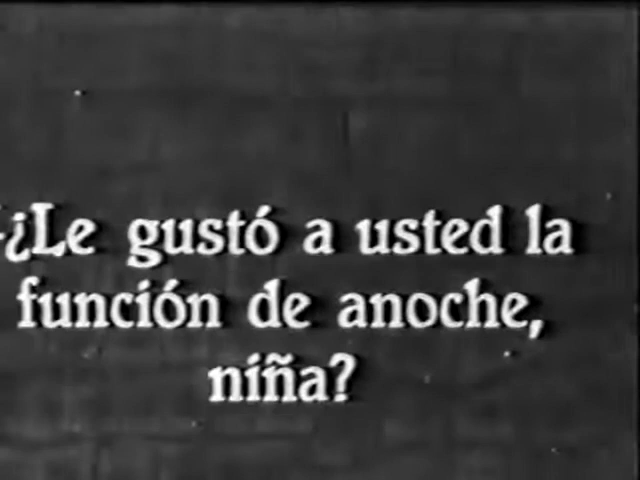 -¿Le gustó a usted la
función de anoche,
niña?